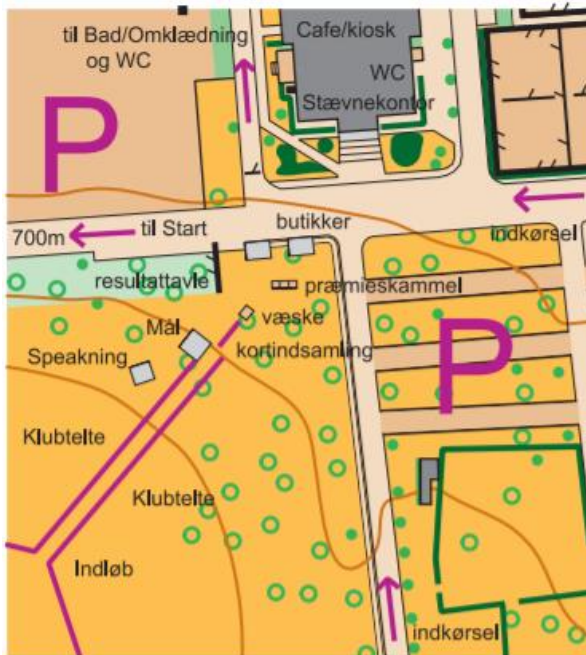 til Bad/Omklædning
og WC
Cafe/kiosk
WC
Stævnekontor
P
700m
til Start
butikker
indkørsel
resultattavle
præmieskammel
væske
Mål
kortindsamling
P
Speakning
Klubtelte
Klubtelte
Indløb
indkørsel